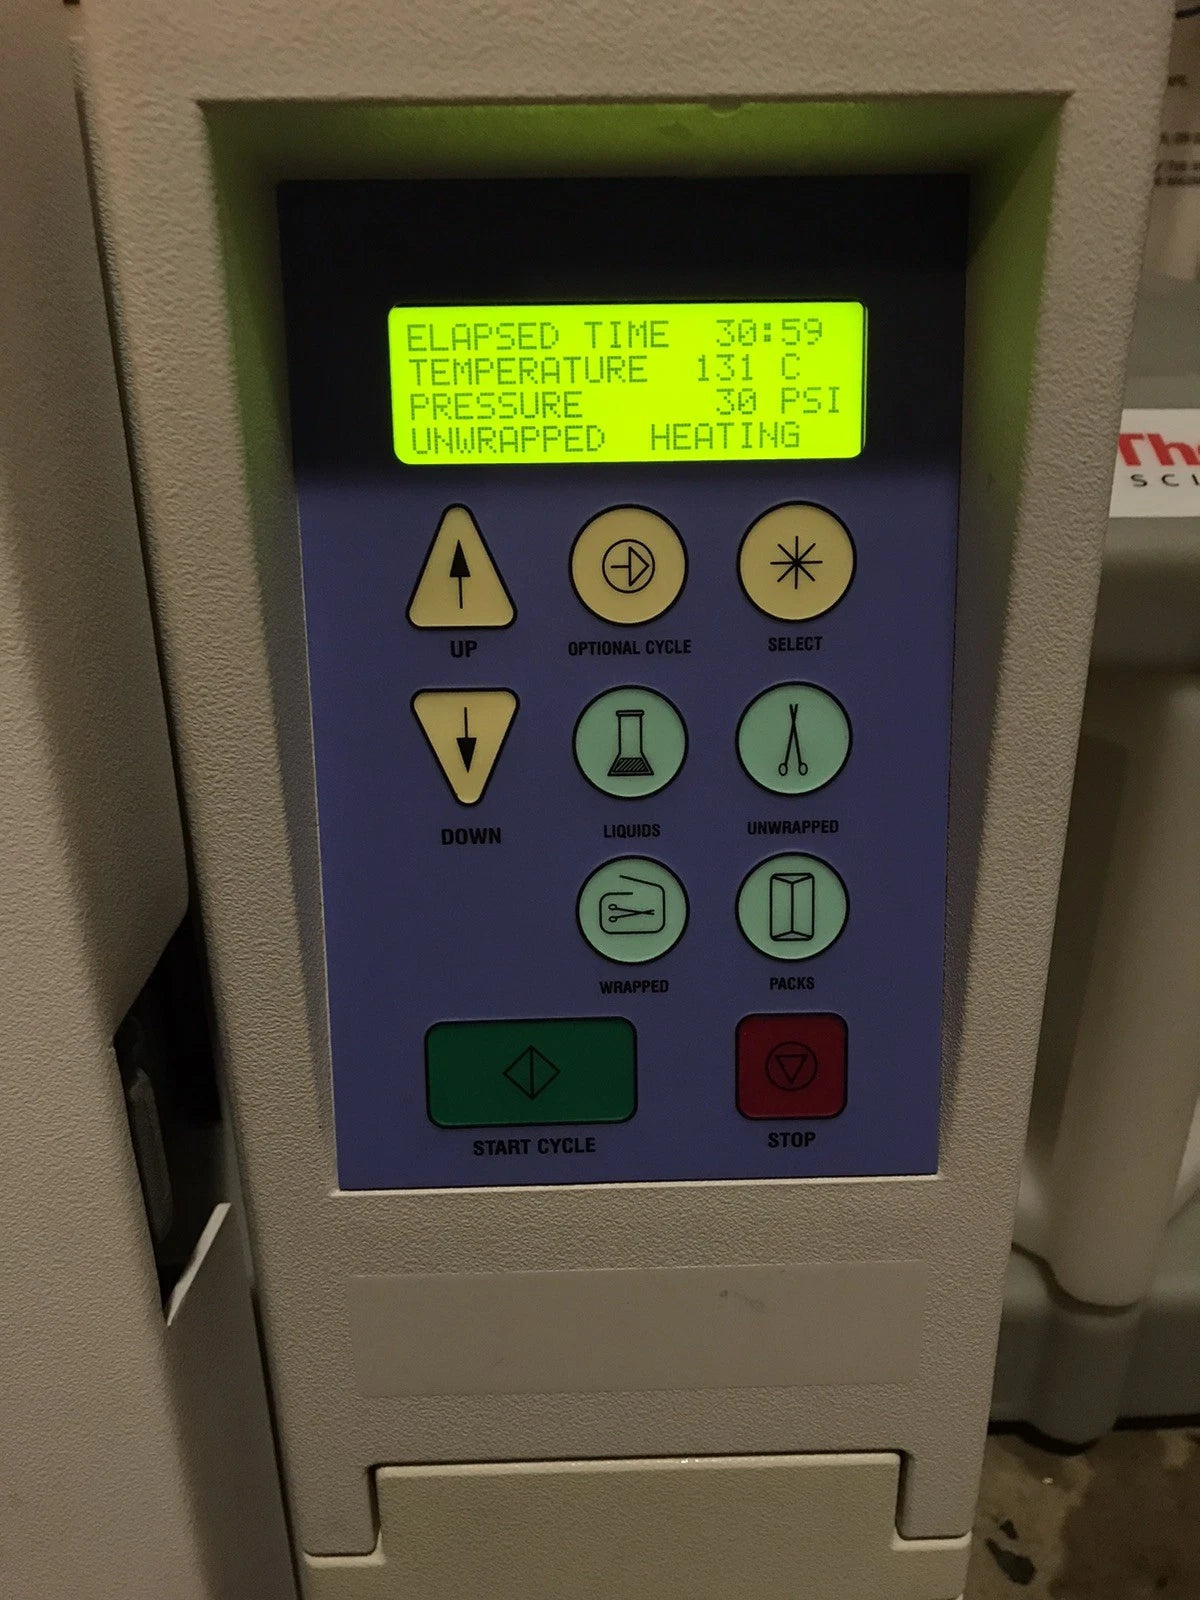 ELAPSED TIME 30:59
TEMPERATURE 131 C
PRESSURE 30 PSI
UNWRAPPED HEATING
UP
OPTIONAL CYCLE
SELECT
DOWN
LIQUIDS
UNWRAPPED
WRAPPED
PACKS
START CYCLE
STOP